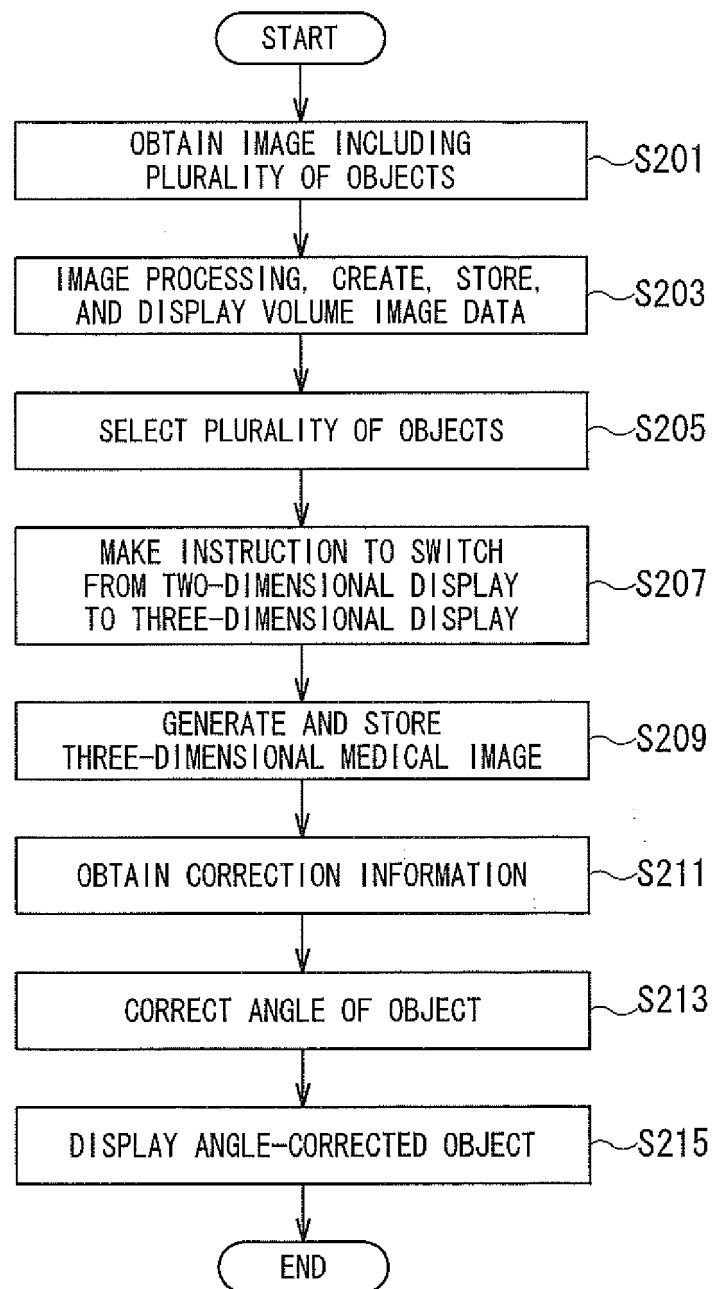 START
OBTAIN IMAGE INCLUDING
PLURALITY OF OBJECTS
S201
IMAGE PROCESSING, CREATE, STORE,
AND DISPLAY VOLUME IMAGE DATA
S203
SELECT PLURALITY OF OBJECTS
S205
MAKE INSTRUCTION TO SWITCH
FROM TWO-DIMENSIONAL DISPLAY
TO THREE-DIMENSIONAL DISPLAY
S207
GENERATE AND STORE
THREE-DIMENSIONAL MEDICAL IMAGE
S209
OBTAIN CORRECTION INFORMATION
S211
CORRECT ANGLE OF OBJECT
S213
DISPLAY ANGLE-CORRECTED OBJECT
S215
END